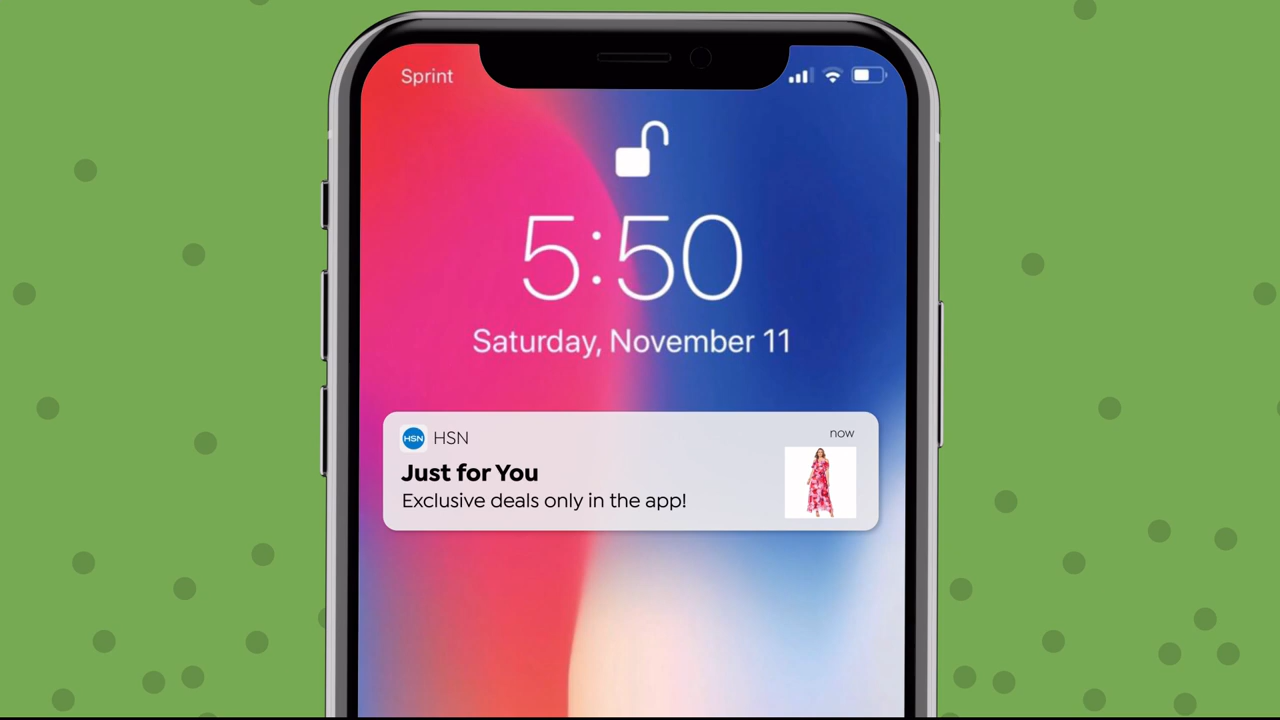 Sprint
5:50
Saturday, November 11
HSN HSN
now
Just for You
Exclusive deals only in the app!